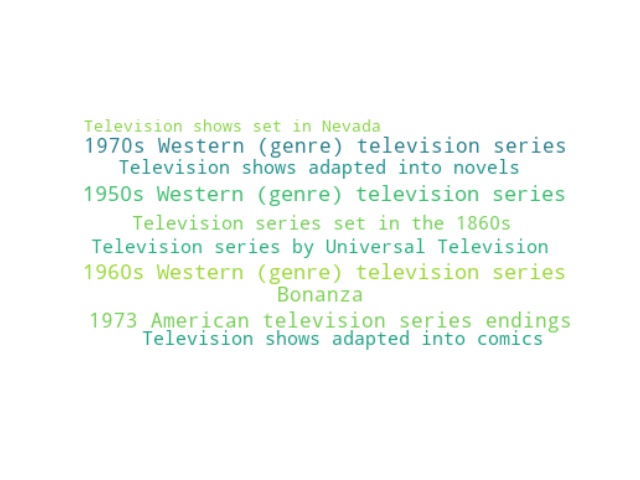 Television shows set in Nevada
1970s Western (genre) television series
Television shows adapted into novels
1950s Western (genre) television series
Television series set in the 1860s
Television series by Universal Television
1960s Western (genre) television series
Bonanza
1973 American television series endings
Television shows adapted into comics